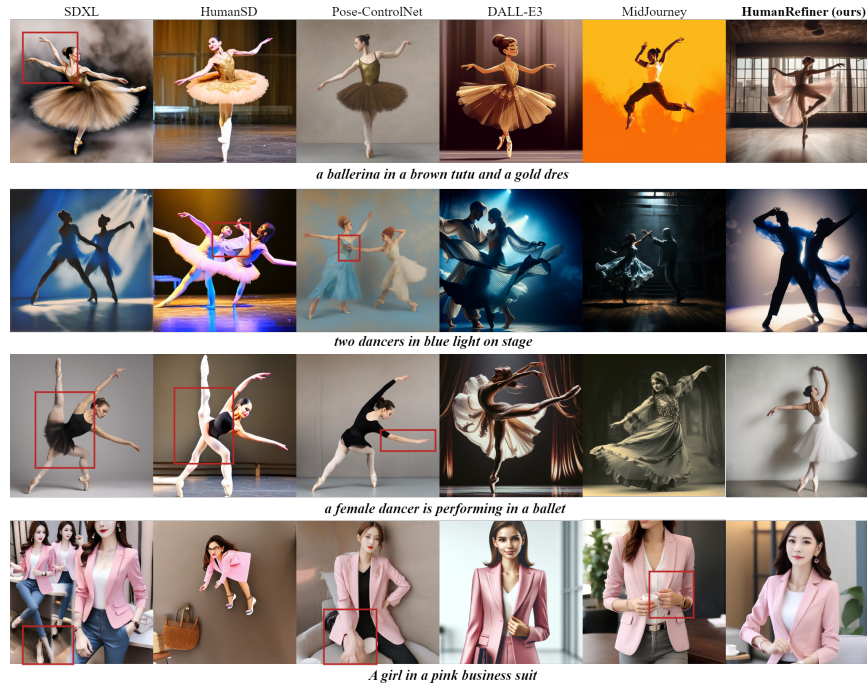 SDXL HumanSD Pose-ControlNet DALL-E3 MidJourney HumanRefiner (ours)
a ballerina in a brown tutu and a gold dres
two dancers in blue light on stage
a female dancer is performing in a ballet
A girl in a pink business suit